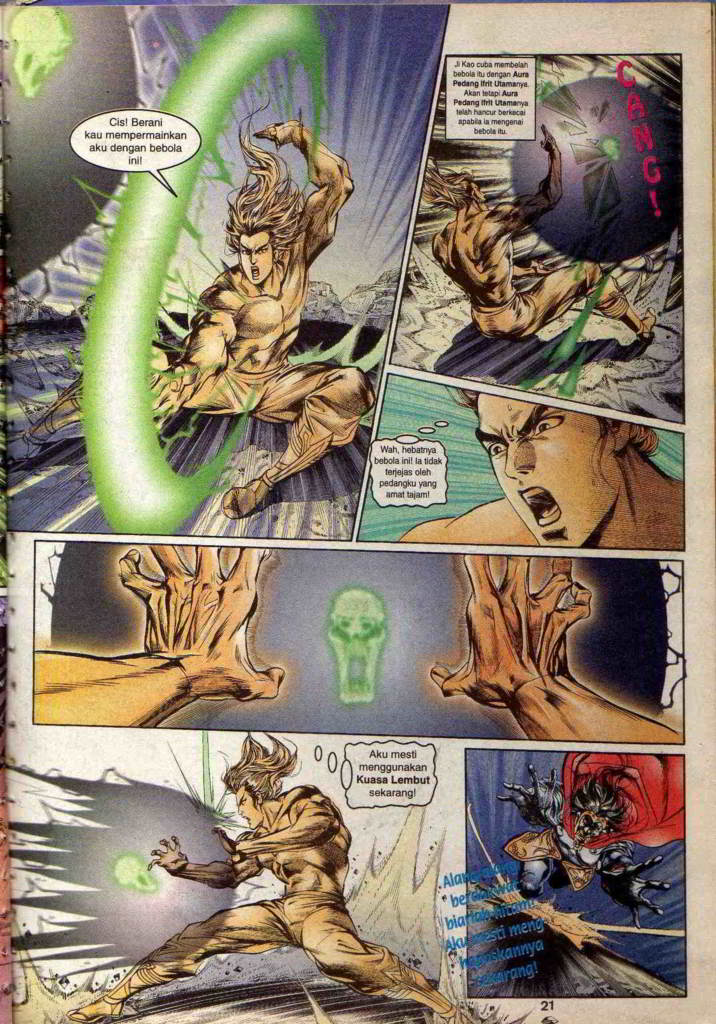 Cis! Berani
kau mempermainkan
aku dengan bebola
ini!
Ji Kao cuba membelah
bebola itu dengan Aura
Pedang Ifrit Utamanya.
Akan tetapi Aura
Pedang Ifrit Utamanya
telah hancur berkecai
apabila ia mengenai
bebola itu.
CANG!
Wah, hebatnya
bebola ini! Ia tidak
terjejas oleh
pedangku yang
amat tajam!
Aku mesti
menggunakan
Kuasa Lembut
sekarang!
biarlah hitam!
Aku mesti meng-
hapuskannya
sekarang!
21